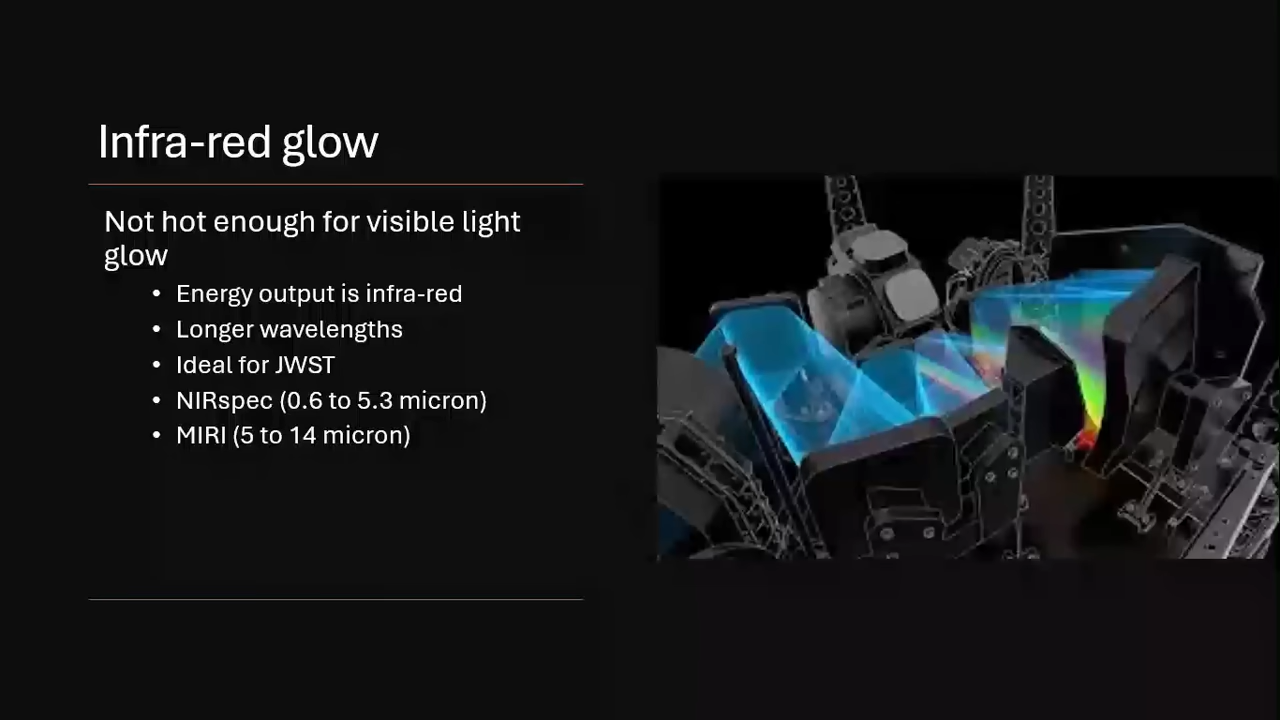 Infra-red glow
Not hot enough for visible light
glow
• Energy output is infra-red
• Longer wavelengths
• Ideal for JWST
• NIRspec (0.6 to 5.3 micron)
• MIRI (5 to 14 micron)